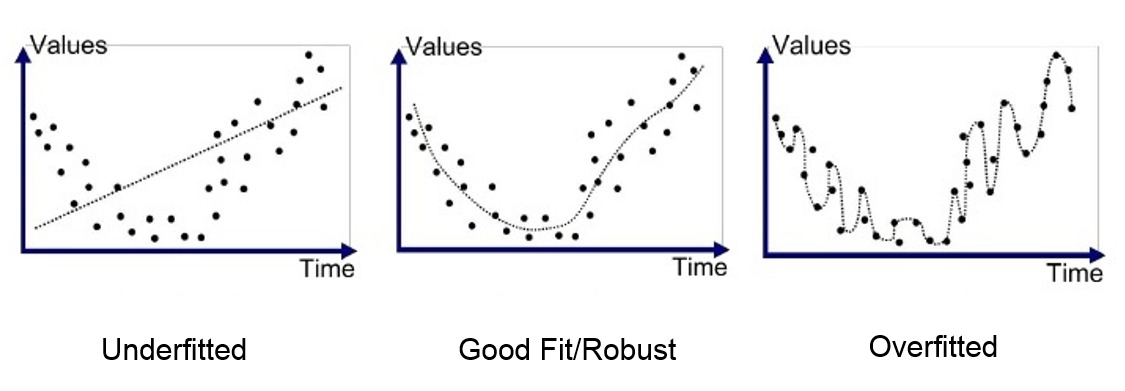 Values
Time
Underfitted
Values
Time
Good Fit/Robust
Values
Time
Overfitted